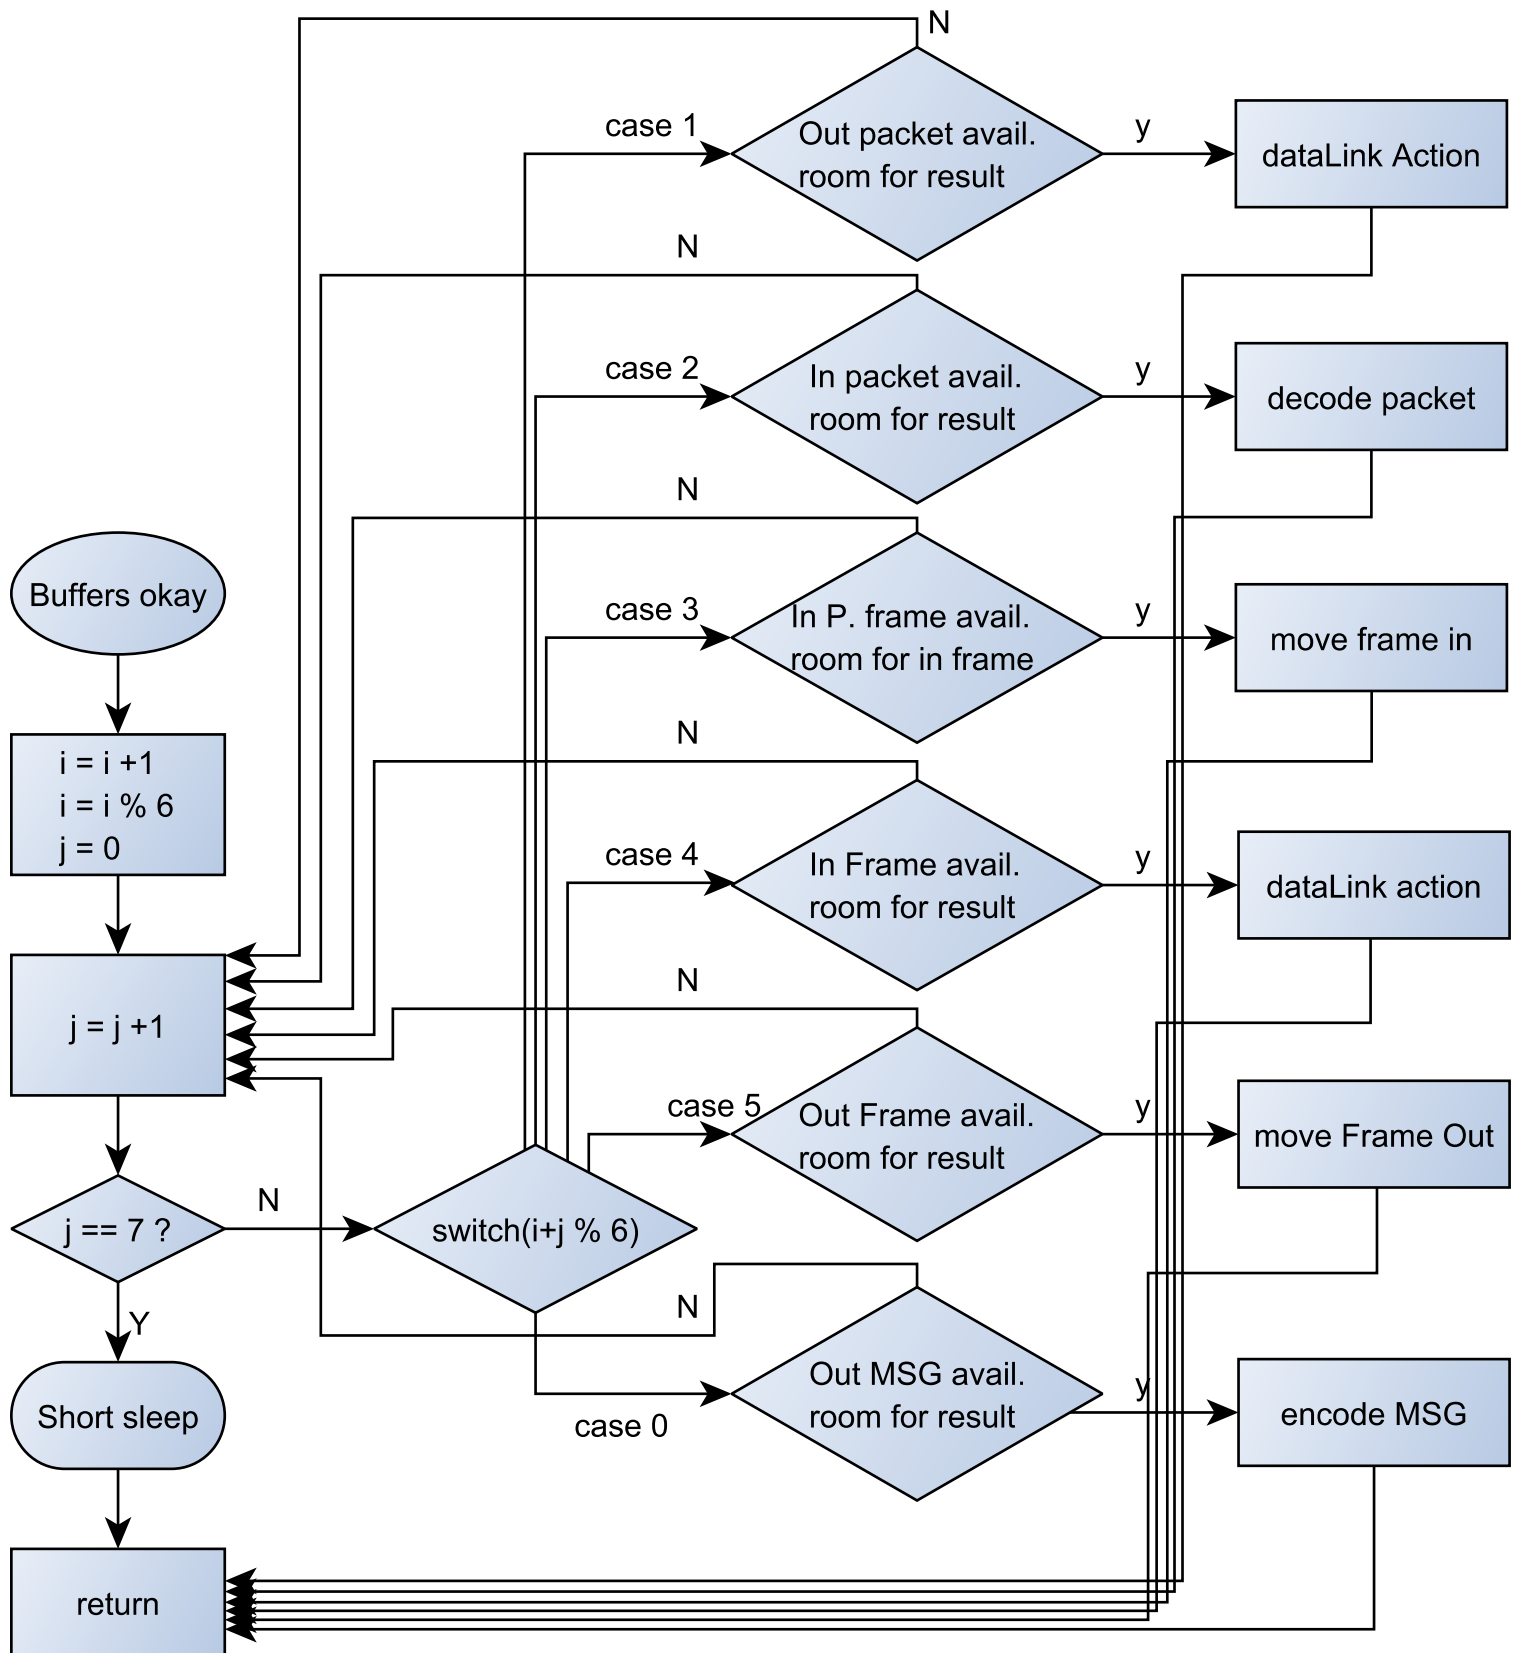 N
case 1
Out packet avail.
room for result
y
dataLink Action
N
case 2
In packet avail.
room for result
y
decode packet
N
case 3
In P. frame avail.
room for in frame
y
move frame in
Buffers okay
i = i +1
i = i % 6
j = 0
N
case 4
In Frame avail.
room for result
y
dataLink action
j = j +1
N
case 5
Out Frame avail.
room for result
y
move Frame Out
j == 7 ?
N
switch(i+j % 6)
Y
N
case 0
Out MSG avail.
room for result
y
encode MSG
Short sleep
return